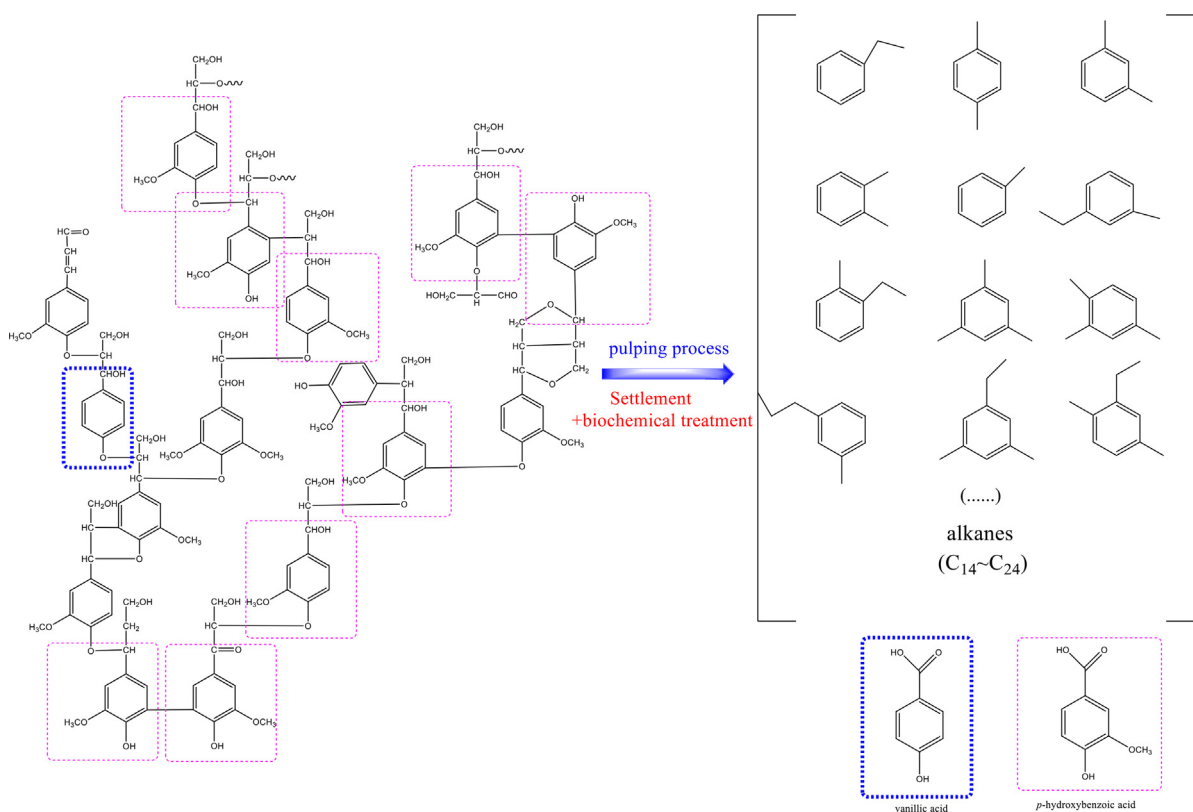 CH₂OH
HC—O
CHOH
H₃CO
O—CH
CH₂OH
HC—O
CH₂OH
CH
CHOH
H₃CO
OH
OCH₃
O
HC=O
CH
HC
H₃CO
O
CH₂OH
CH
CHOH
O
CH₂OH
CH
CH₂OH
CH
CHOH
H₃CO
OCH₃
O
CH₂OH
HC
HC
OCH₃
O
H₃CO
O
CH₂OH
CH₂
CH
H₃CO
OH
CH₂OH
CH
C=O
OCH₃
OH
CH₂OH
HC
CHOH
H₃CO
O
HO
H₃CO
CH₂OH
CH
CHOH
H₃CO
O
O
CH₂OH
HC—O
CHOH
H₃CO
O
HOH₂C
HC—CHO
OH
OCH₃
H₂C
O
CH
HC
CH
HC
O
CH₂
OCH₃
O
pulping process
Settlement
+biochemical treatment
(......)
alkanes
(C₁₄~C₂₄)
HO
O
OH
vanillic acid
HO
O
OCH₃
OH
p-hydroxybenzoic acid